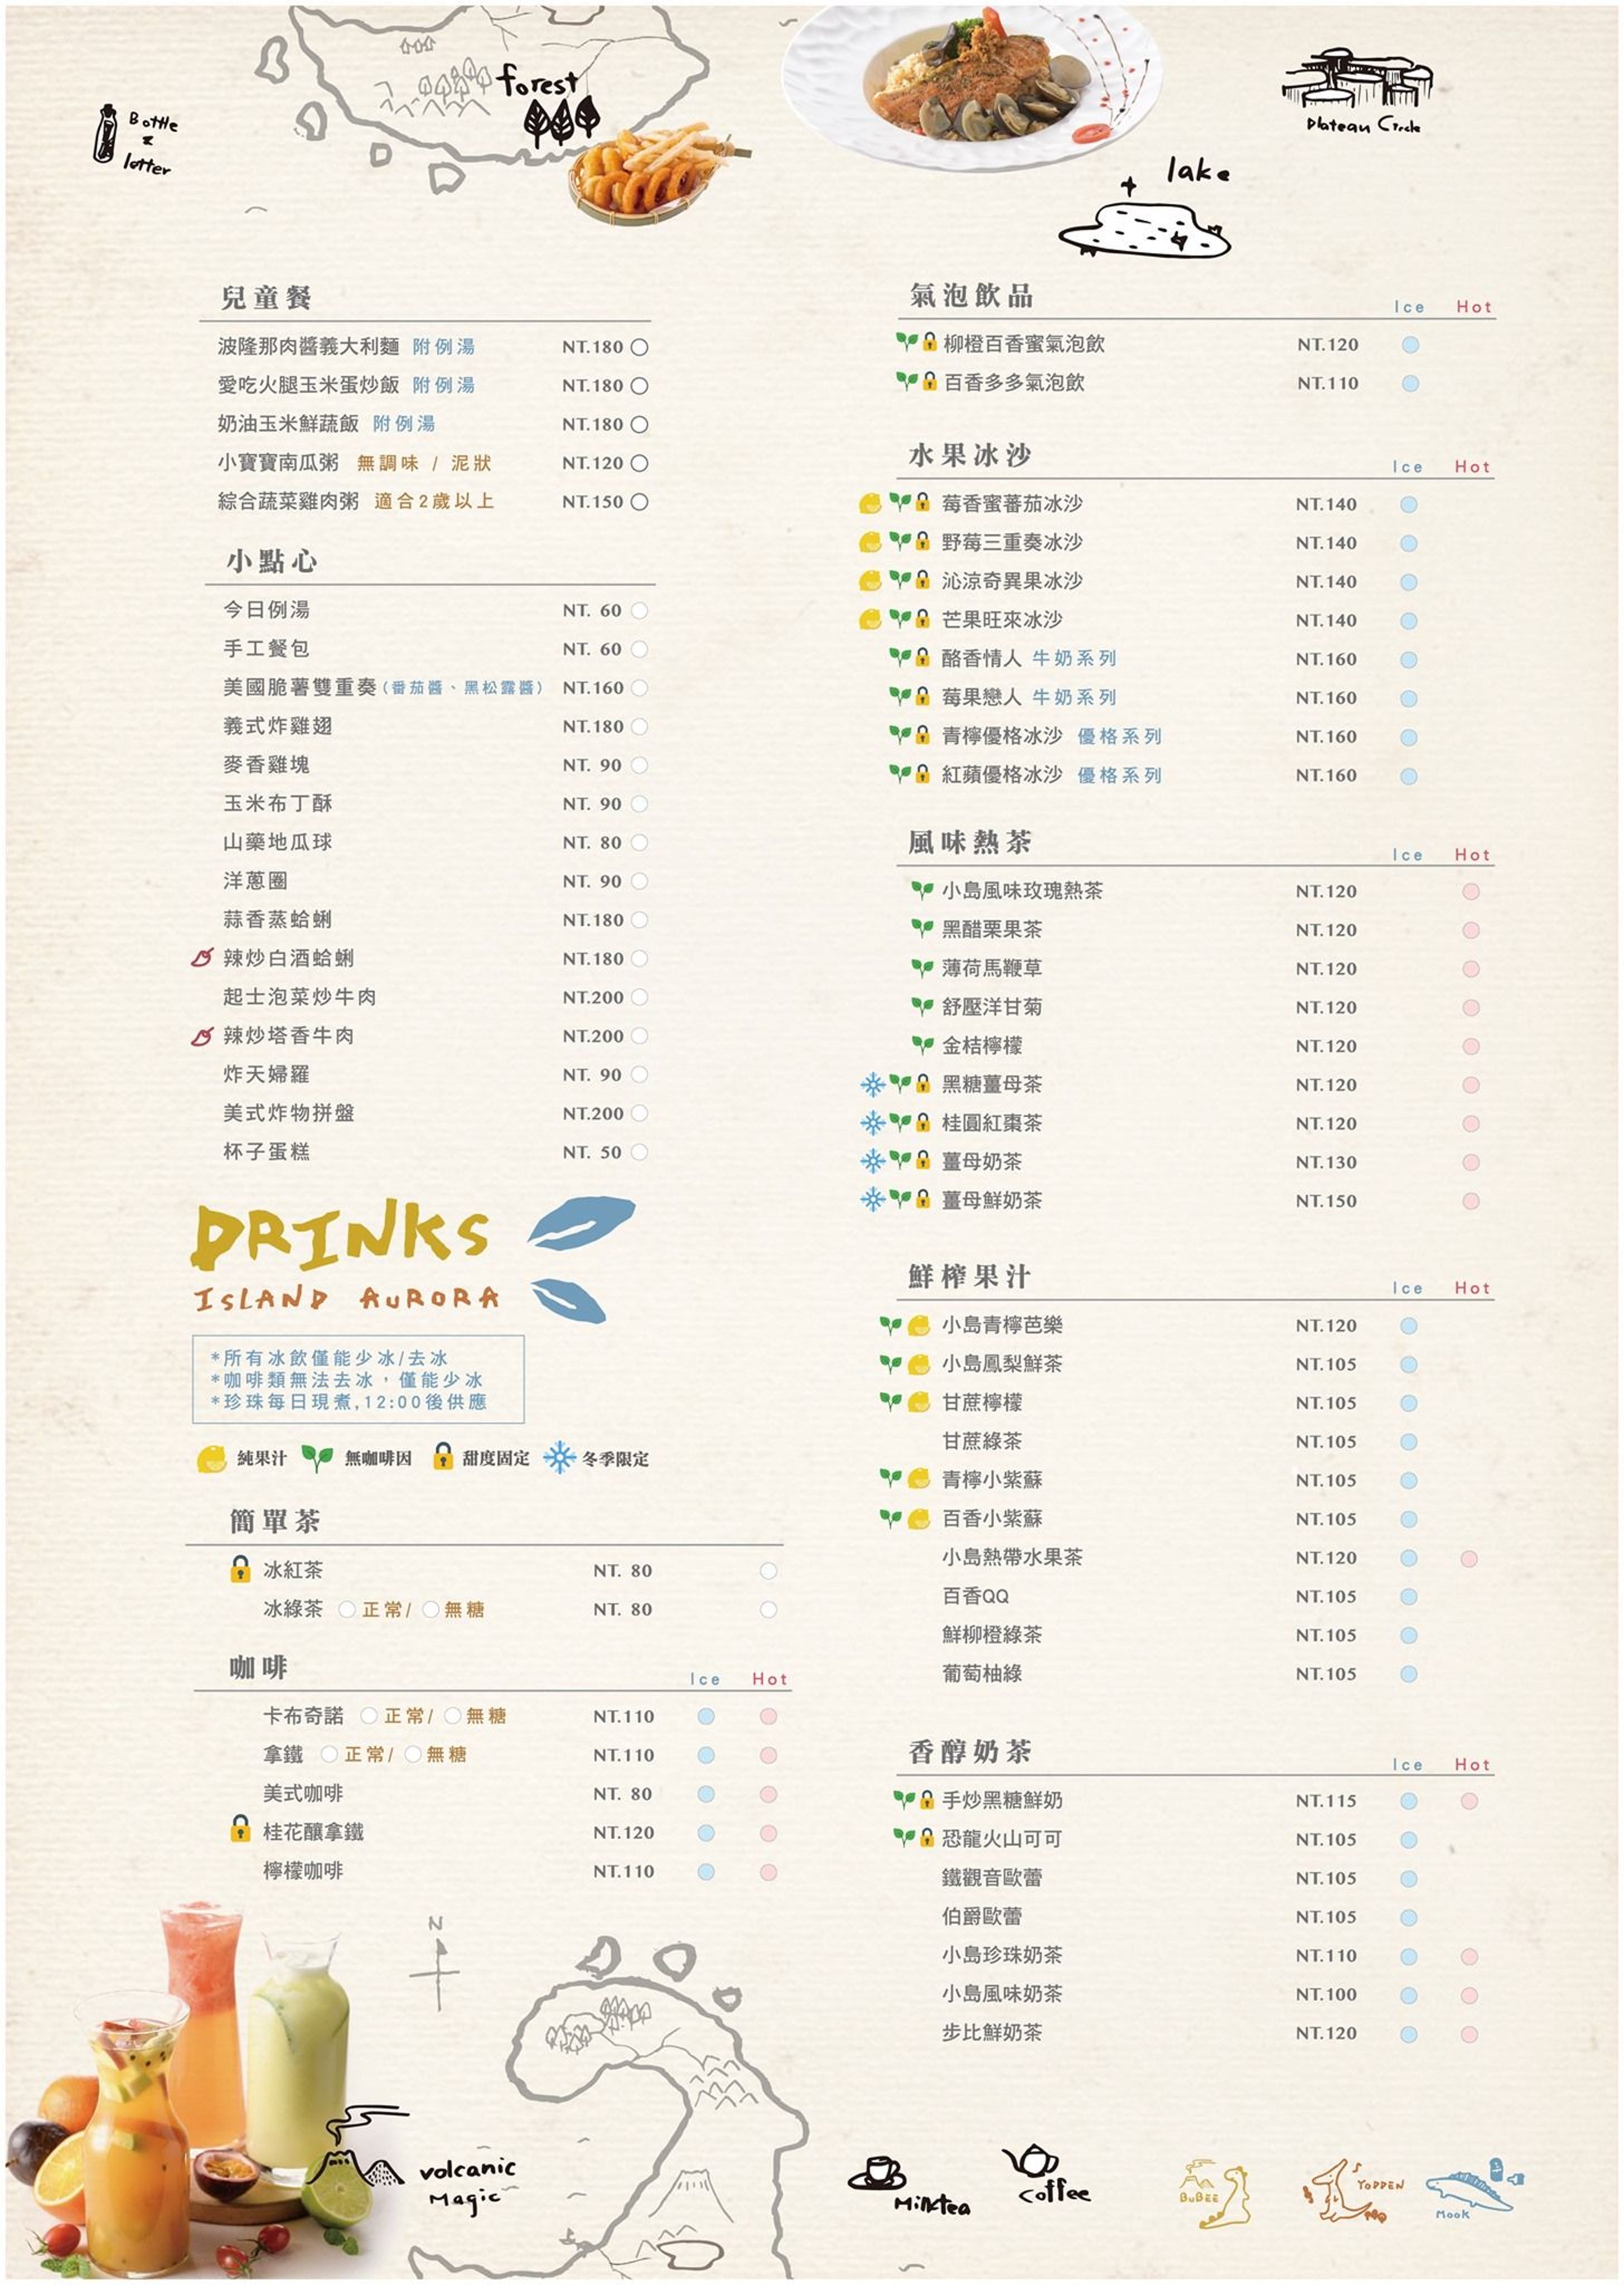 forest
Bottle
&
letter
Plateau Circle
lake
兒童餐
波隆那肉醬義大利麵 附例湯 NT.180
愛吃火腿玉米蛋炒飯 附例湯 NT.180
奶油玉米鮮蔬飯 附例湯 NT.180
小寶寶南瓜粥 無調味 / 泥狀 NT.120
綜合蔬菜雞肉粥 適合2歲以上 NT.150
小點心
今日例湯 NT. 60
手工餐包 NT. 60
美國脆薯雙重奏(番茄醬、黑松露醬) NT.160
義式炸雞翅 NT.180
麥香雞塊 NT. 90
玉米布丁酥 NT. 90
山藥地瓜球 NT. 80
洋蔥圈 NT. 90
蒜香蒸蛤蜊 NT.180
辣炒白酒蛤蜊 NT.180
起士泡菜炒牛肉 NT.200
辣炒塔香牛肉 NT.200
炸天婦羅 NT. 90
美式炸物拼盤 NT.200
杯子蛋糕 NT. 50
DRINKS
ISLAND AURORA
*所有冰飲僅能少冰/去冰
*咖啡類無法去冰，僅能少冰
*珍珠每日現煮,12:00後供應
純果汁 無咖啡因 甜度固定 冬季限定
簡單茶
冰紅茶 NT. 80
冰綠茶 正常/ 無糖 NT. 80
咖啡 Ice Hot
卡布奇諾 正常/ 無糖 NT.110
拿鐵 正常/ 無糖 NT.110
美式咖啡 NT. 80
桂花釀拿鐵 NT.120
檸檬咖啡 NT.110
氣泡飲品 Ice Hot
柳橙百香蜜氣泡飲 NT.120
百香多多氣泡飲 NT.110
水果冰沙 Ice Hot
莓香蜜蕃茄冰沙 NT.140
野莓三重奏冰沙 NT.140
沁涼奇異果冰沙 NT.140
芒果旺來冰沙 NT.140
酪香情人 牛奶系列 NT.160
莓果戀人 牛奶系列 NT.160
青檸優格冰沙 優格系列 NT.160
紅蘋優格冰沙 優格系列 NT.160
風味熱茶 Ice Hot
小島風味玫瑰熱茶 NT.120
黑醋栗果茶 NT.120
薄荷馬鞭草 NT.120
舒壓洋甘菊 NT.120
金桔檸檬 NT.120
黑糖薑母茶 NT.120
桂圓紅棗茶 NT.120
薑母奶茶 NT.130
薑母鮮奶茶 NT.150
鮮榨果汁 Ice Hot
小島青檸芭樂 NT.120
小島鳳梨鮮茶 NT.105
甘蔗檸檬 NT.105
甘蔗綠茶 NT.105
青檸小紫蘇 NT.105
百香小紫蘇 NT.105
小島熱帶水果茶 NT.120
百香QQ NT.105
鮮柳橙綠茶 NT.105
葡萄柚綠 NT.105
香醇奶茶 Ice Hot
手炒黑糖鮮奶 NT.115
恐龍火山可可 NT.105
鐵觀音歐蕾 NT.105
伯爵歐蕾 NT.105
小島珍珠奶茶 NT.110
小島風味奶茶 NT.100
步比鮮奶茶 NT.120
N
volcanic
Magic
Milktea
coffee
BuBEE
YOPPEN
Mook